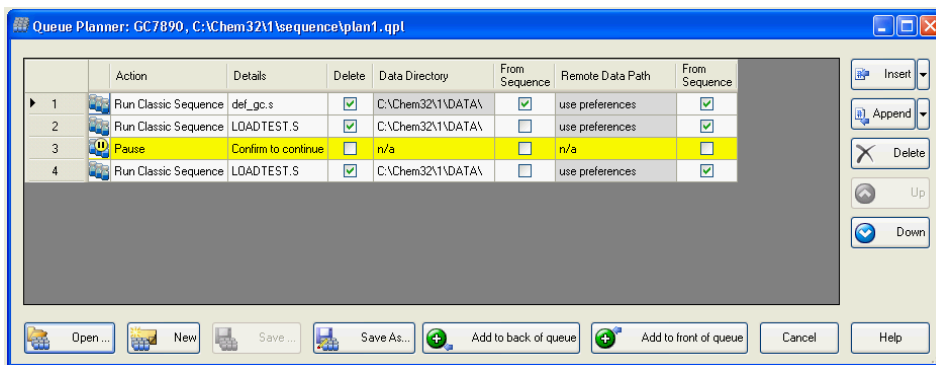 Queue Planner: GC7890, C:\Chem32\1\sequence\plan1.qpl
Action Details Delete Data Directory From Sequence Remote Data Path From Sequence
1 Run Classic Sequence def_gc.s C:\Chem32\1\DATA\ use preferences
2 Run Classic Sequence LOADTEST.S C:\Chem32\1\DATA\ use preferences
3 Pause Confirm to continue n/a n/a
4 Run Classic Sequence LOADTEST.S C:\Chem32\1\DATA\ use preferences
Insert
Append
Delete
Up
Down
Open ... New Save ... Save As... Add to back of queue Add to front of queue Cancel Help